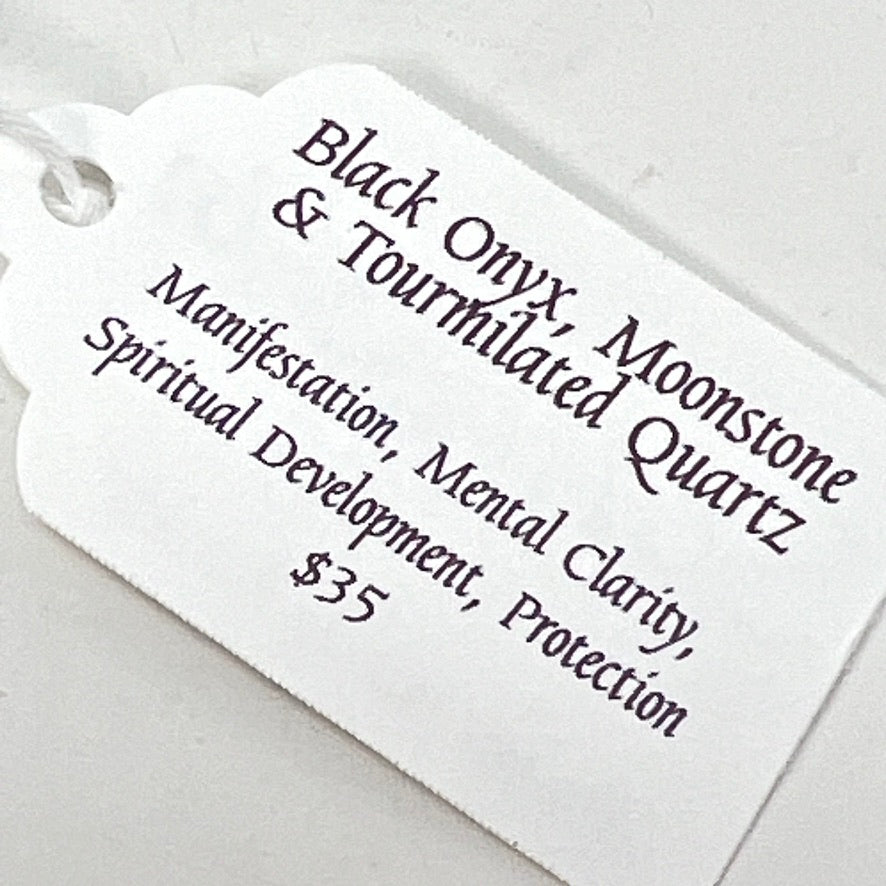 Black Onyx, Moonstone
& Tourmilated Quartz
Manifestation, Mental Clarity,
Spiritual Development, Protection
$35